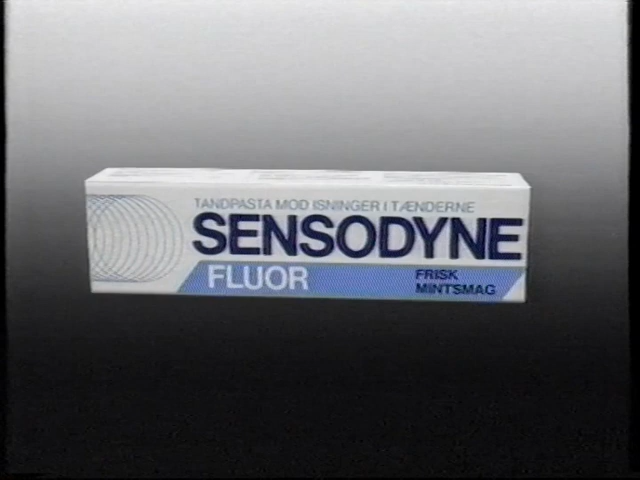 TANDPASTA MOD ISNINGER I TÆNDERNE
SENSODYNE
FLUOR
FRISK
MINTSMAG